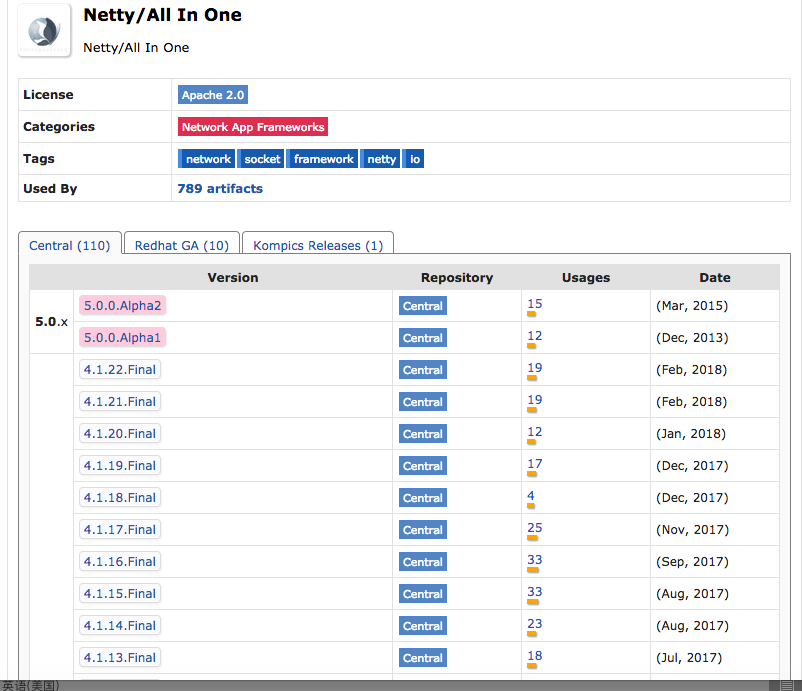 Netty/All In One
Netty/All In One
License Apache 2.0
Categories Network App Frameworks
Tags network socket framework netty io
Used By 789 artifacts
Central (110) Redhat GA (10) Kompics Releases (1)
Version Repository Usages Date
5.0.x
5.0.0.Alpha2 Central 15 (Mar, 2015)
5.0.0.Alpha1 Central 12 (Dec, 2013)
4.1.22.Final Central 19 (Feb, 2018)
4.1.21.Final Central 19 (Feb, 2018)
4.1.20.Final Central 12 (Jan, 2018)
4.1.19.Final Central 17 (Dec, 2017)
4.1.18.Final Central 4 (Dec, 2017)
4.1.17.Final Central 25 (Nov, 2017)
4.1.16.Final Central 33 (Sep, 2017)
4.1.15.Final Central 33 (Aug, 2017)
4.1.14.Final Central 23 (Aug, 2017)
4.1.13.Final Central 18 (Jul, 2017)
英语(美国)